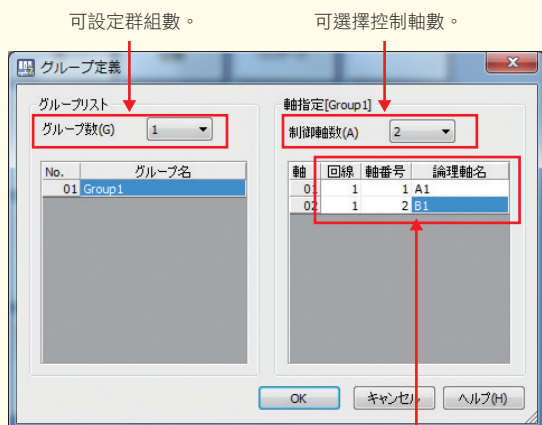 可設定群組數。
可選擇控制軸數。
グループ定義
グループリスト
グループ数(G) 1
No. グループ名
01 Group1
軸指定[Group1]
制御軸数(A) 2
軸 回線 軸番号 論理軸名
01 1 1 A1
02 1 2 B1
OK キャンセル ヘルプ(H)